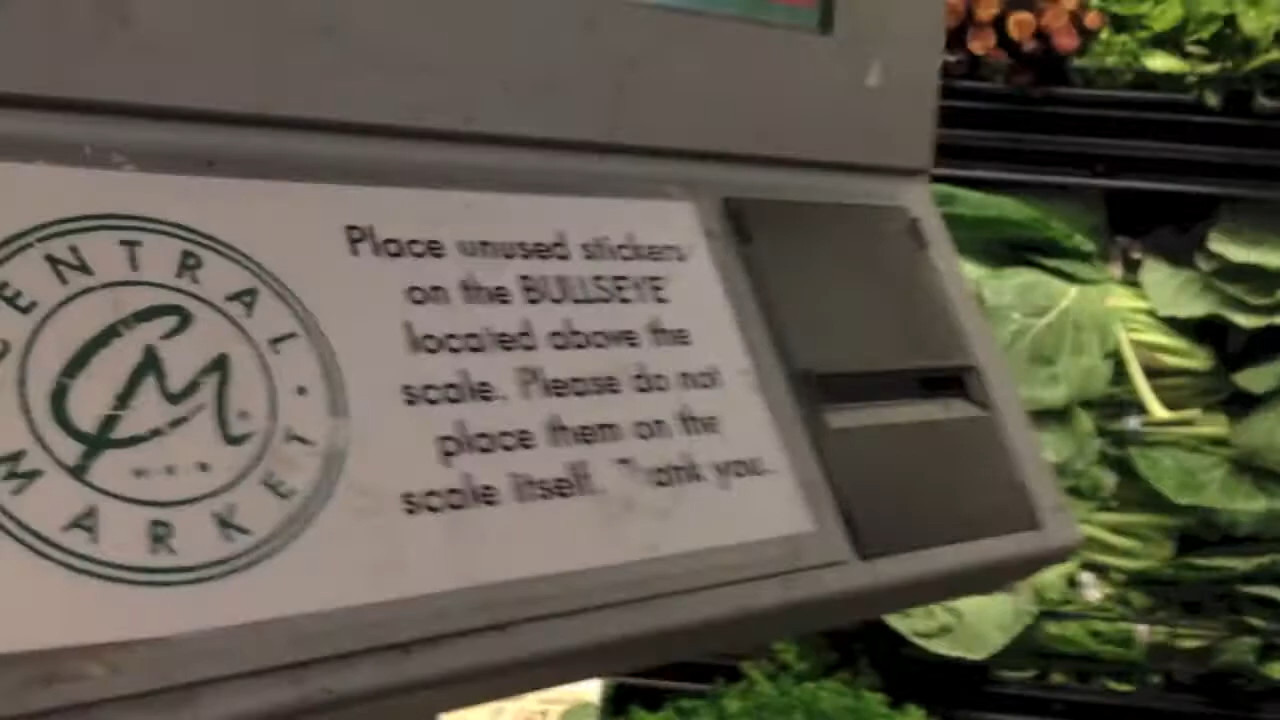 CENTRAL
CM
MARKET
Place unused stickers
on the BULLSEYE
located above the
scale. Please do not
place them on the
scale itself. Thank you.